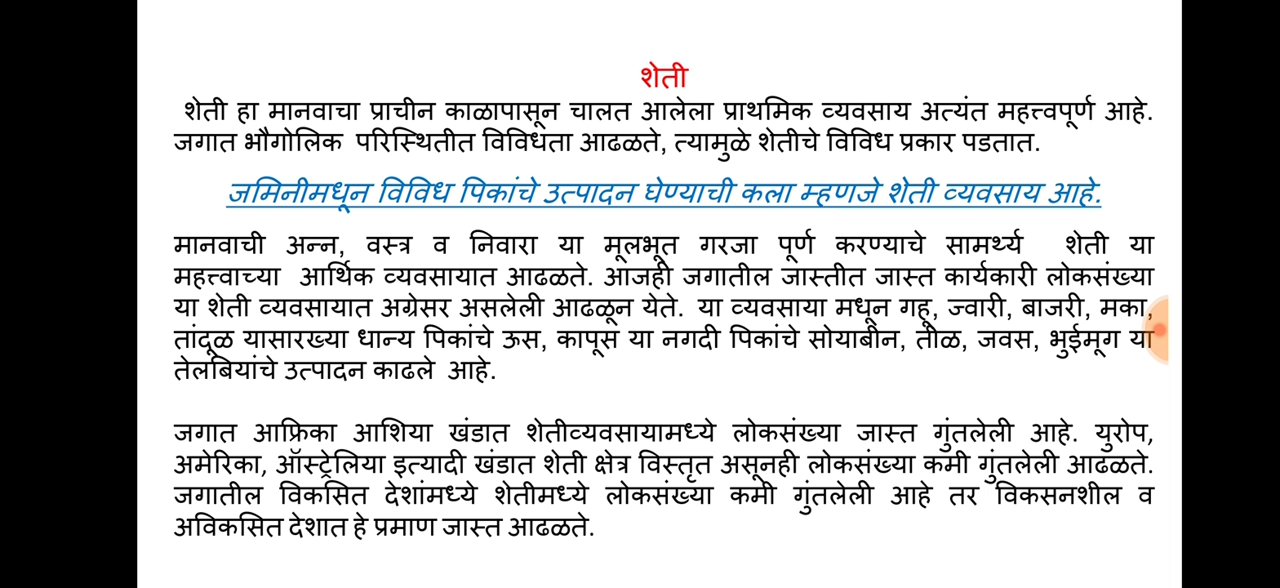 शेती
शेती हा मानवाचा प्राचीन काळापासून चालत आलेला प्राथमिक व्यवसाय अत्यंत महत्त्वपूर्ण आहे.
जगात भौगोलिक परिस्थितीत विविधता आढळते, त्यामुळे शेतीचे विविध प्रकार पडतात.
जमिनीमधून विविध पिकांचे उत्पादन घेण्याची कला म्हणजे शेती व्यवसाय आहे.
मानवाची अन्न, वस्त्र व निवारा या मूलभूत गरजा पूर्ण करण्याचे सामर्थ्य शेती या
महत्त्वाच्या आर्थिक व्यवसायात आढळते. आजही जगातील जास्तीत जास्त कार्यकारी लोकसंख्या
या शेती व्यवसायात अग्रेसर असलेली आढळून येते. या व्यवसाया मधून गहू, ज्वारी, बाजरी, मका,
तांदूळ यासारख्या धान्य पिकांचे ऊस, कापूस या नगदी पिकांचे सोयाबीन, तीळ, जवस, भुईमूग या
तेलबियांचे उत्पादन काढले आहे.
जगात आफ्रिका आशिया खंडात शेतीव्यवसायामध्ये लोकसंख्या जास्त गुंतलेली आहे. युरोप,
अमेरिका, ऑस्ट्रेलिया इत्यादी खंडात शेती क्षेत्र विस्तृत असूनही लोकसंख्या कमी गुंतलेली आढळते.
जगातील विकसित देशांमध्ये शेतीमध्ये लोकसंख्या कमी गुंतलेली आहे तर विकसनशील व
अविकसित देशात हे प्रमाण जास्त आढळते.